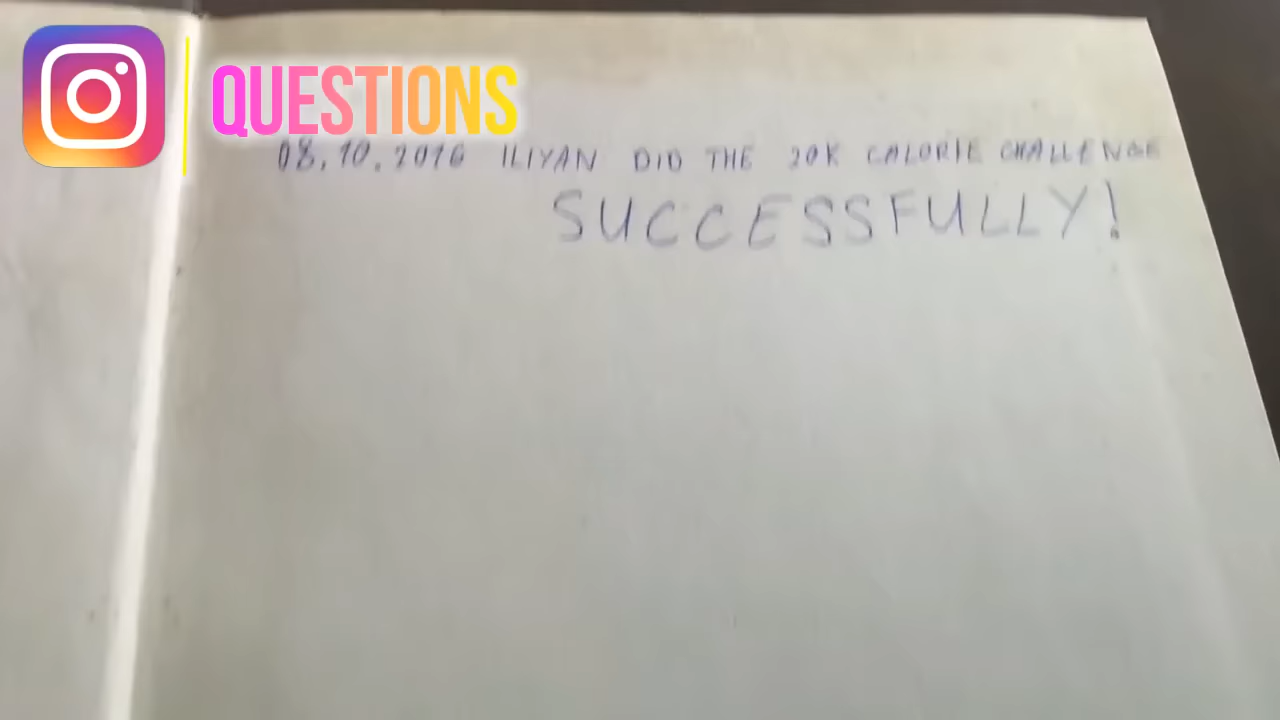 QUESTIONS
08.10.2016 ILIYAN DID THE 20K CALORIE CHALLENGE
SUCCESSFULLY!